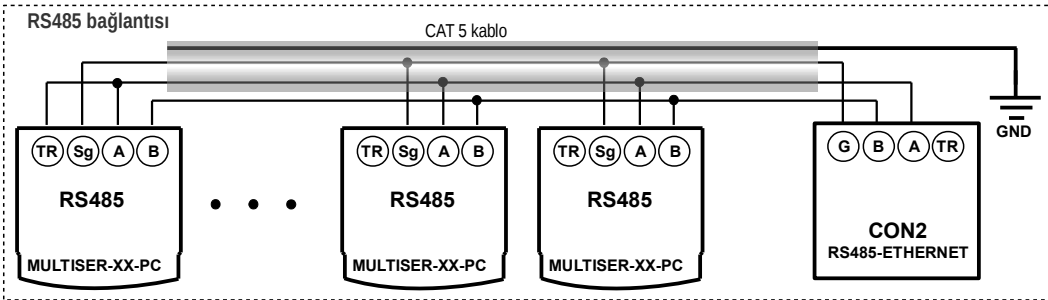 RS485 bağlantısı
CAT 5 kablo
GND
TR Sg A B
RS485
MULTISER-XX-PC
TR Sg A B
RS485
MULTISER-XX-PC
TR Sg A B
RS485
MULTISER-XX-PC
G B A TR
CON2
RS485-ETHERNET